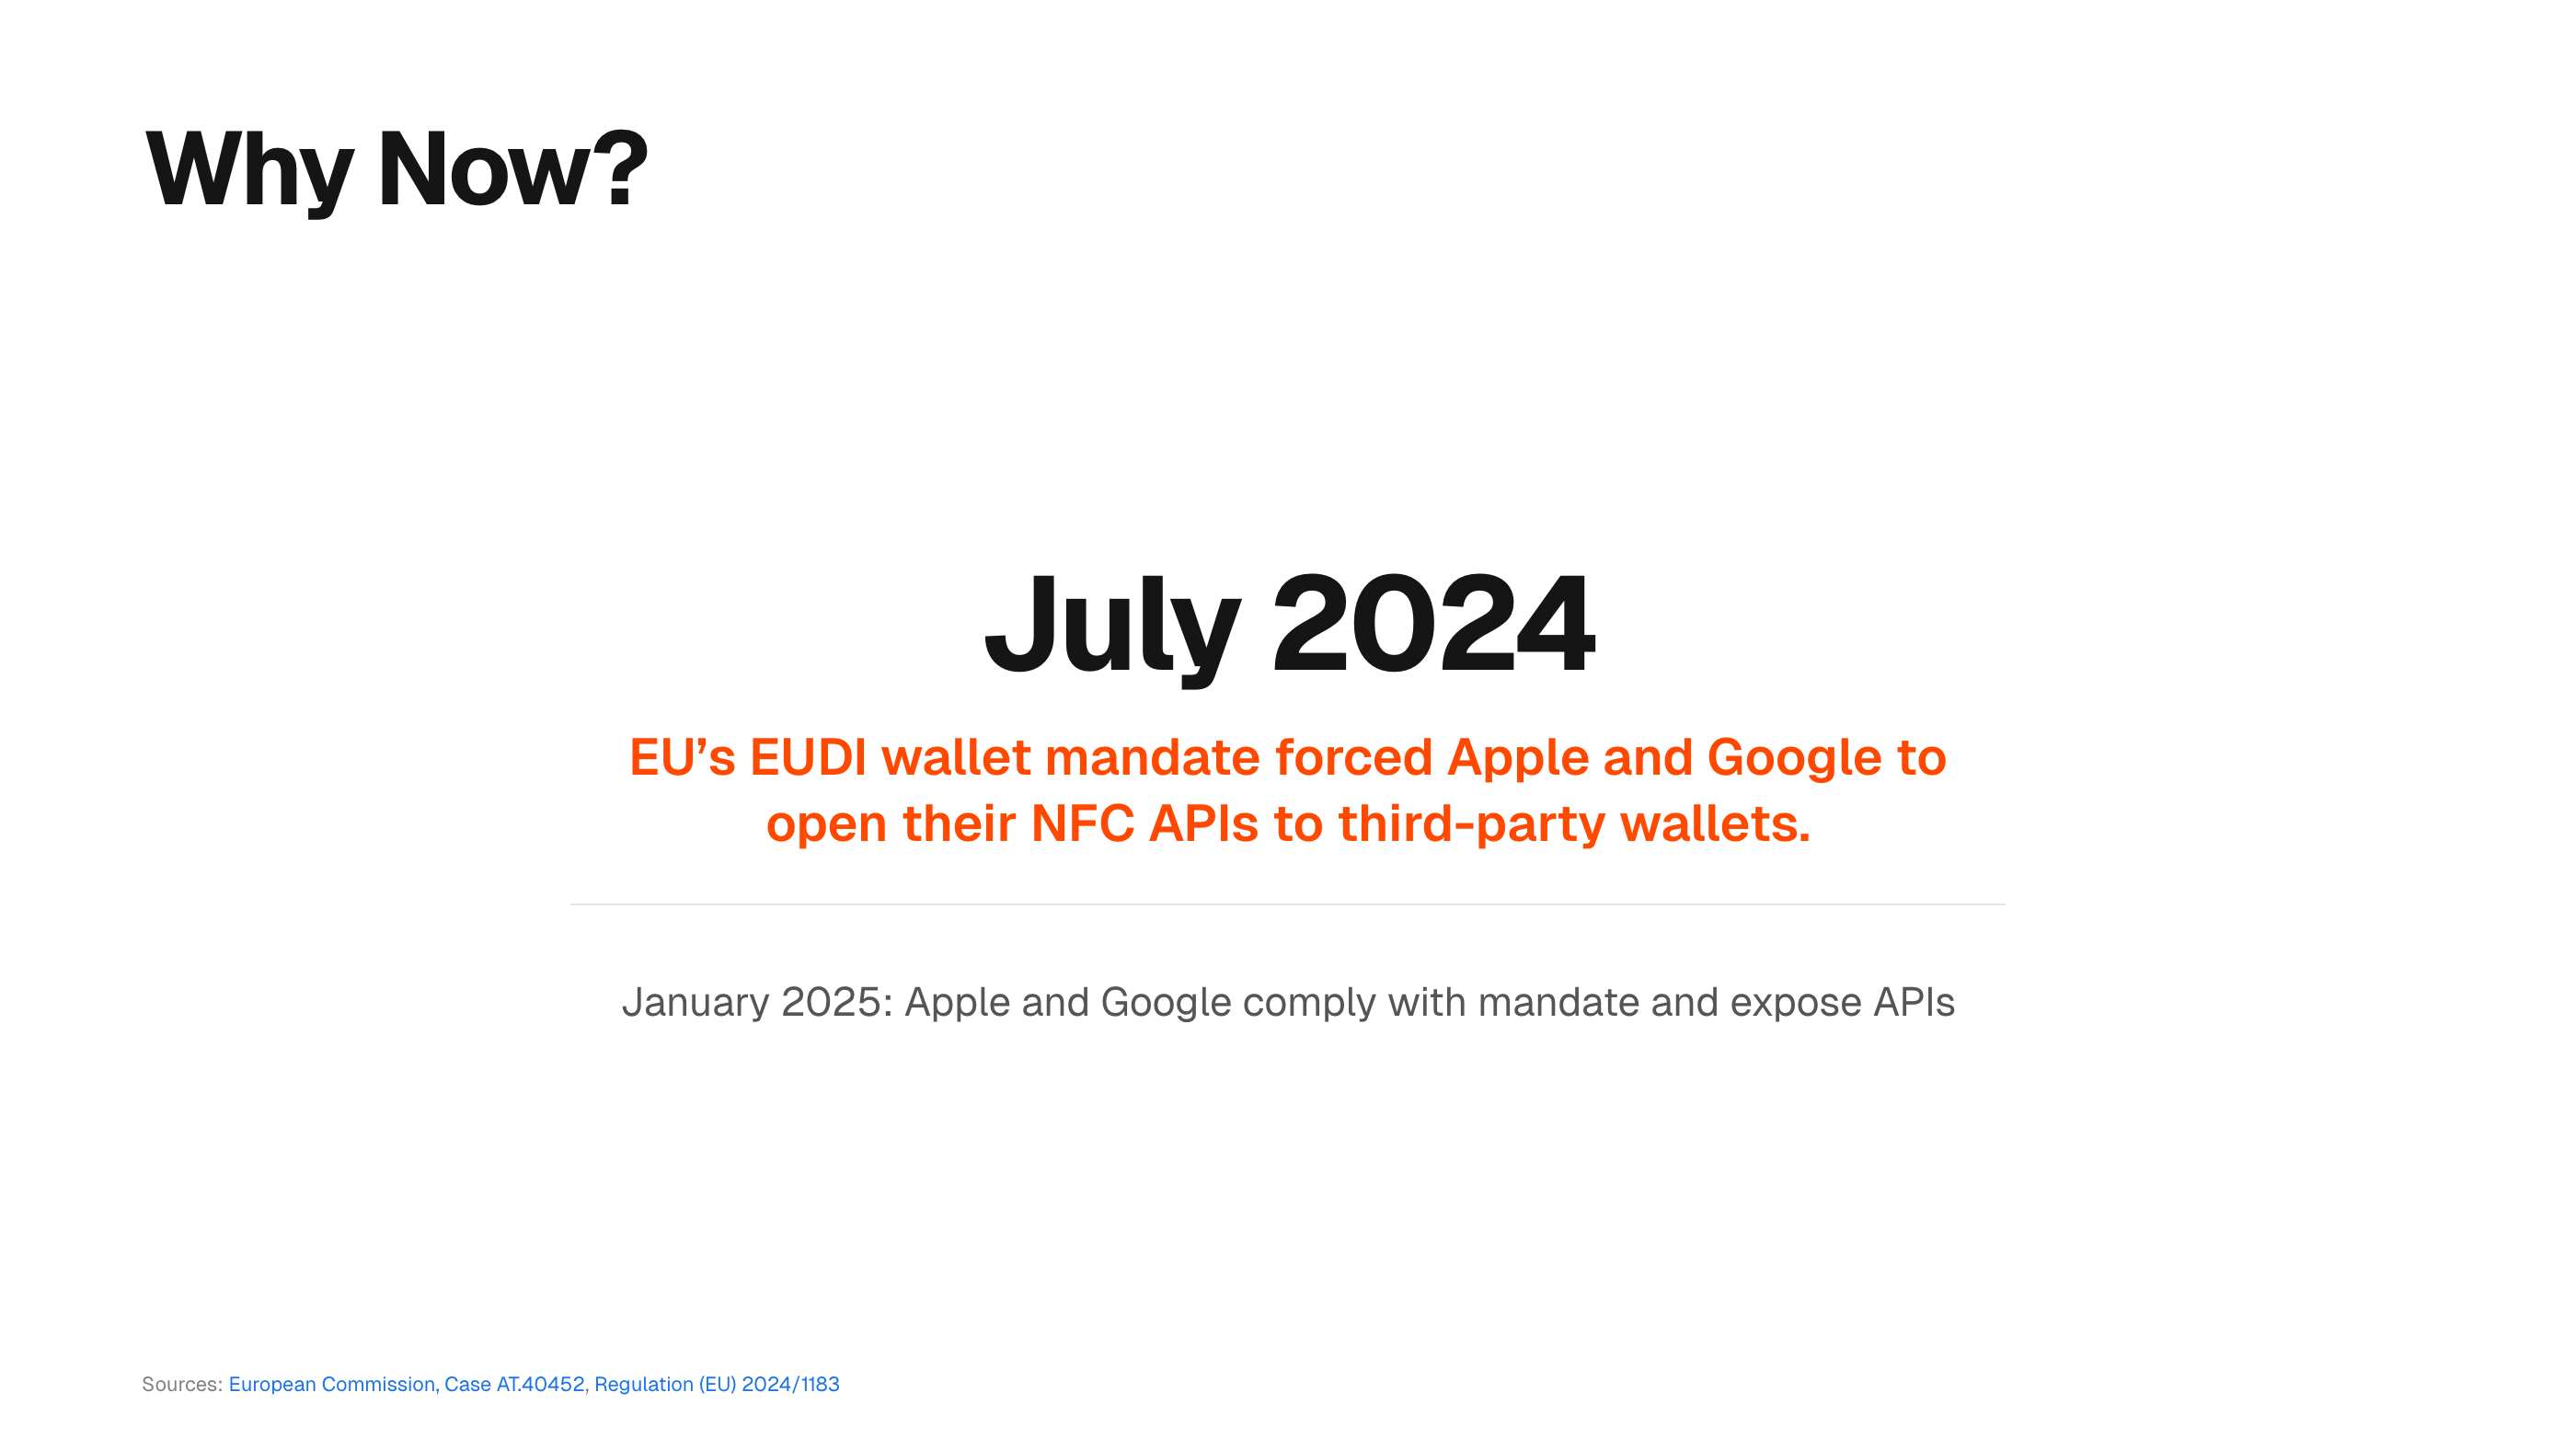 Why Now?
July 2024
EU’s EUDI wallet mandate forced Apple and Google to
open their NFC APIs to third-party wallets.
January 2025: Apple and Google comply with mandate and expose APIs
Sources: European Commission, Case AT.40452, Regulation (EU) 2024/1183